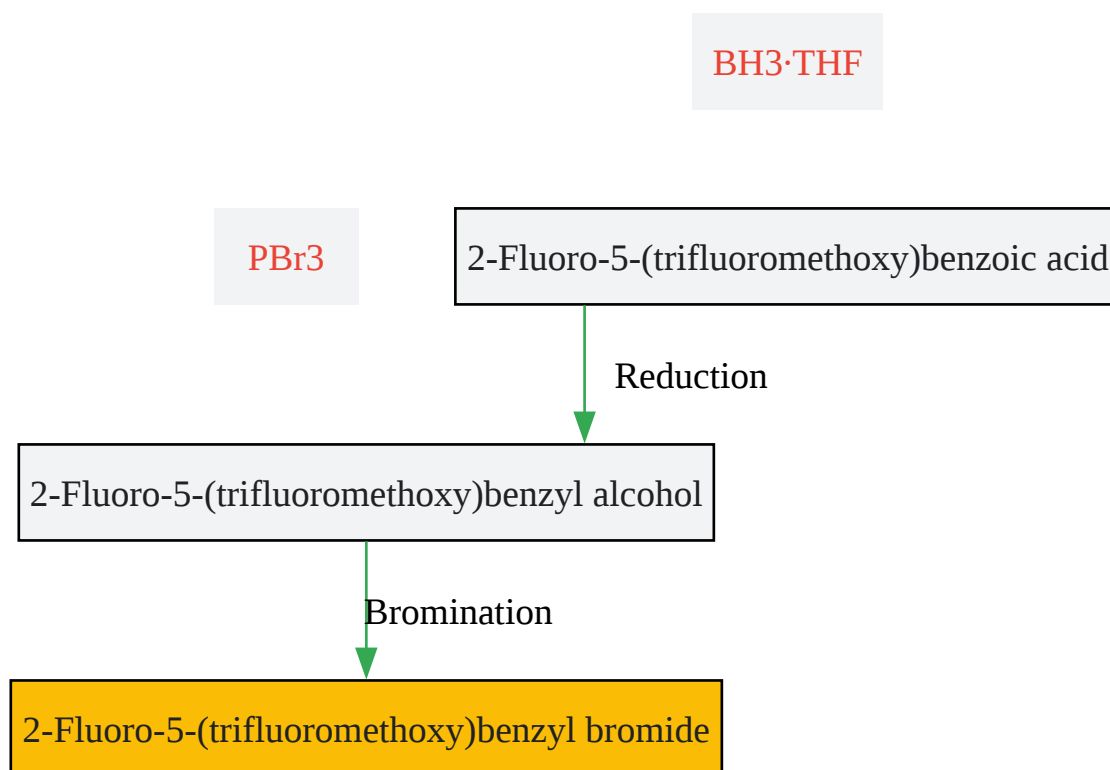 BH3·THF
PBr3
2-Fluoro-5-(trifluoromethoxy)benzoic acid
Reduction
2-Fluoro-5-(trifluoromethoxy)benzyl alcohol
Bromination
2-Fluoro-5-(trifluoromethoxy)benzyl bromide